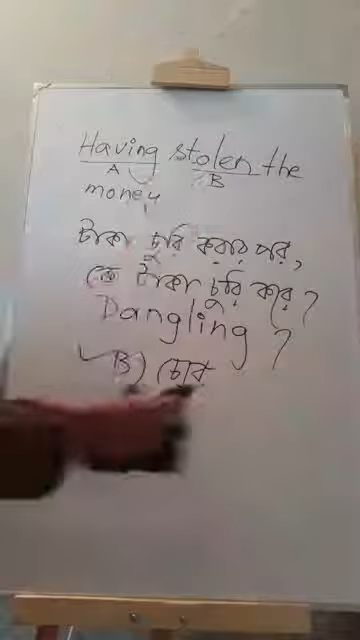 Having stolen the
A B
money
টাকা চুরি করার পর,
কে টাকা চুরি করে?
Dangling?
B) চোর